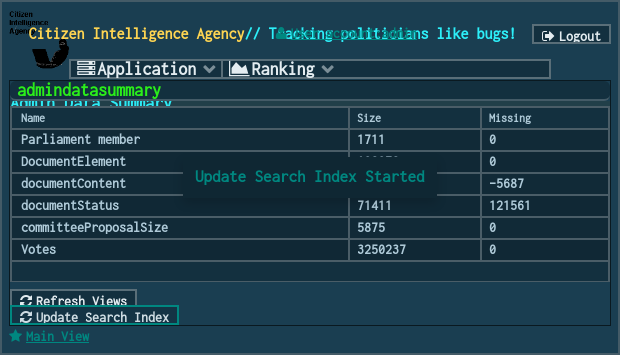 Citizen
Intelligence
Agency
Citizen Intelligence Agency// Tracking politicians like bugs!
Logout
Application Ranking
admindatasummary
Admin Data Summary
Name Size Missing
Parliament member 1711 0
DocumentElement 0
documentContent -5687
Update Search Index Started
documentStatus 71411 121561
committeeProposalSize 5875 0
Votes 3250237 0
Refresh Views
Update Search Index
Main View